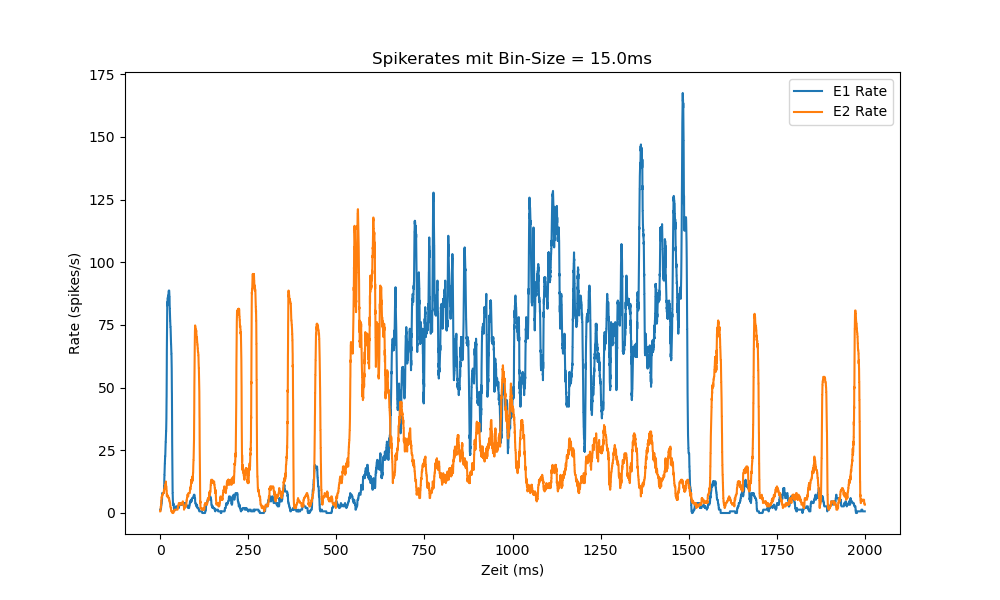 Spikerates mit Bin-Size = 15.0ms
E1 Rate
E2 Rate
175
150
125
100
75
50
25
0
Rate (spikes/s)
0 250 500 750 1000 1250 1500 1750 2000
Zeit (ms)